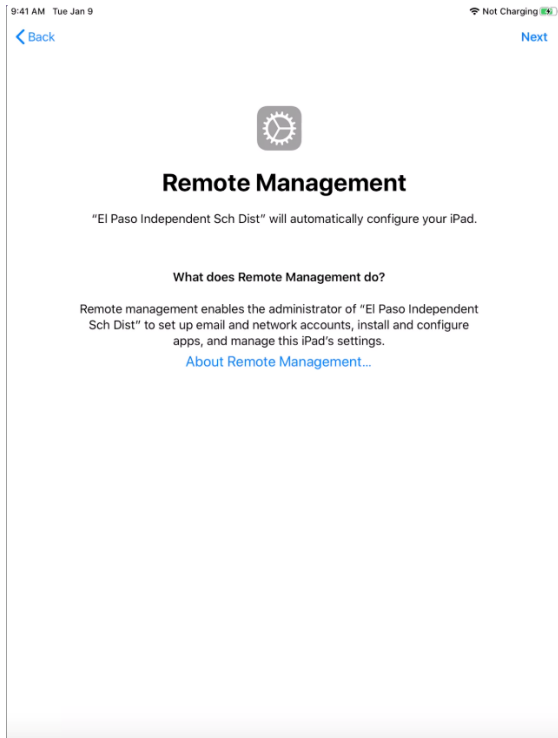 9:41 AM Tue Jan 9 Not Charging
Back Next
Remote Management
“El Paso Independent Sch Dist” will automatically configure your iPad.
What does Remote Management do?
Remote management enables the administrator of “El Paso Independent
Sch Dist” to set up email and network accounts, install and configure
apps, and manage this iPad’s settings.
About Remote Management...